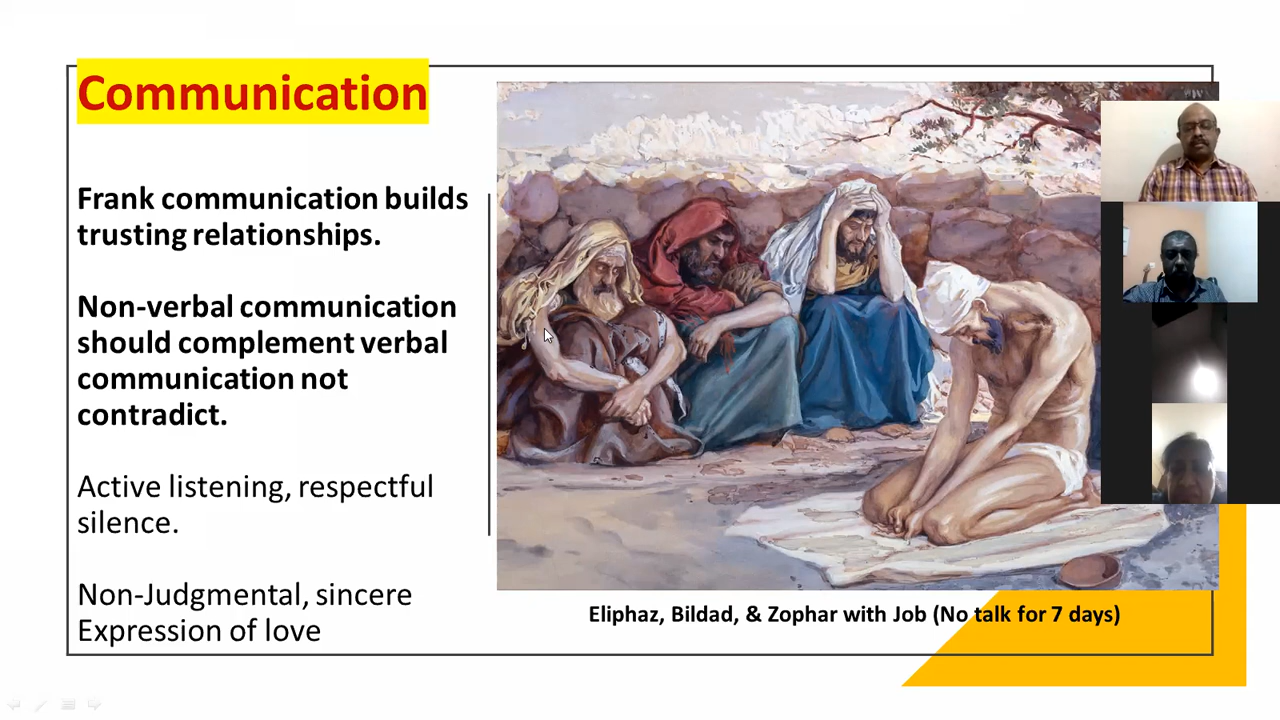 Communication
Frank communication builds
trusting relationships.
Non-verbal communication
should complement verbal
communication not
contradict.
Active listening, respectful
silence.
Non-Judgmental, sincere
Expression of love
Eliphaz, Bildad, & Zophar with Job (No talk for 7 days)